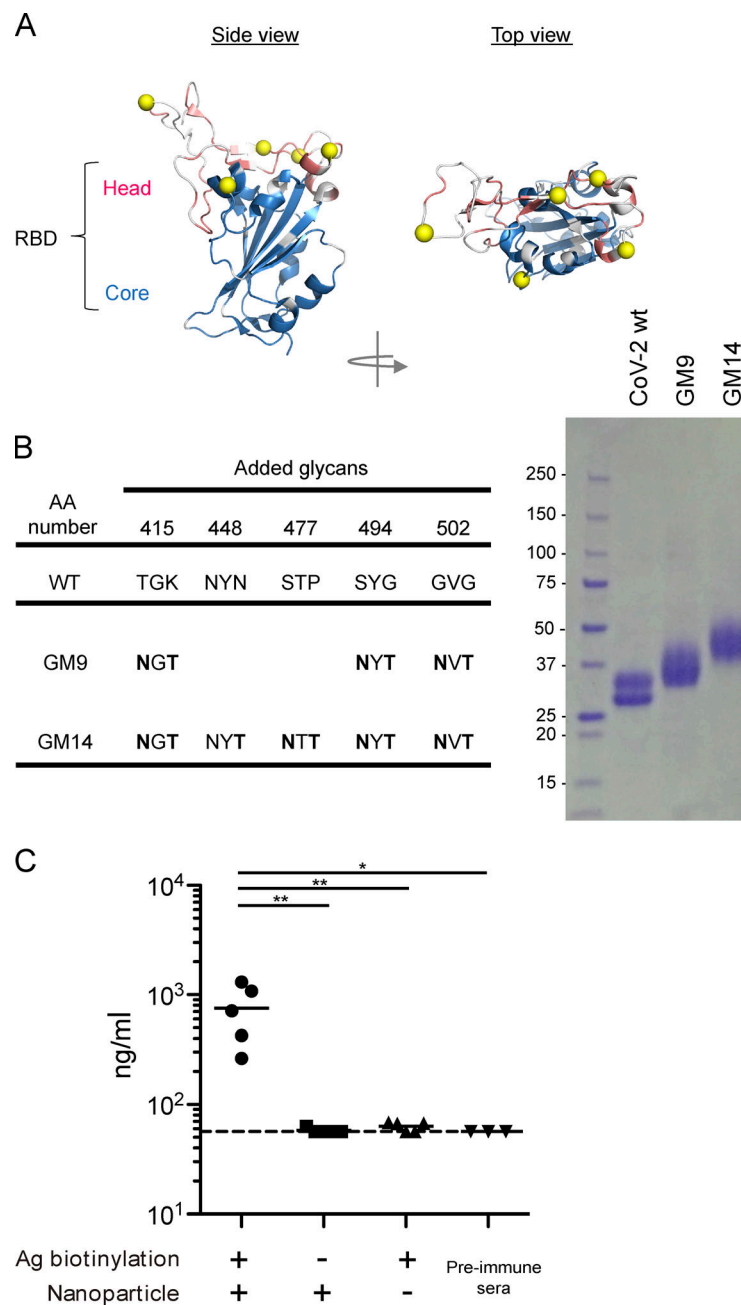 A
Side view
Top view
Head
RBD
Core
B
Added glycans
AA number
415 448 477 494 502
WT TGK NYN STP SYG GVG
GM9 NGT NYT NVT
GM14 NGT NYT NTT NYT NVT
CoV-2 wt
GM9
GM14
250 -
150 -
100 -
75 -
50 -
37 -
25 -
20 -
15 -
C
*
**
**
10⁴
10³
10²
10¹
ng/ml
Ag biotinylation + - +
Nanoparticle + + -
Pre-immune
sera